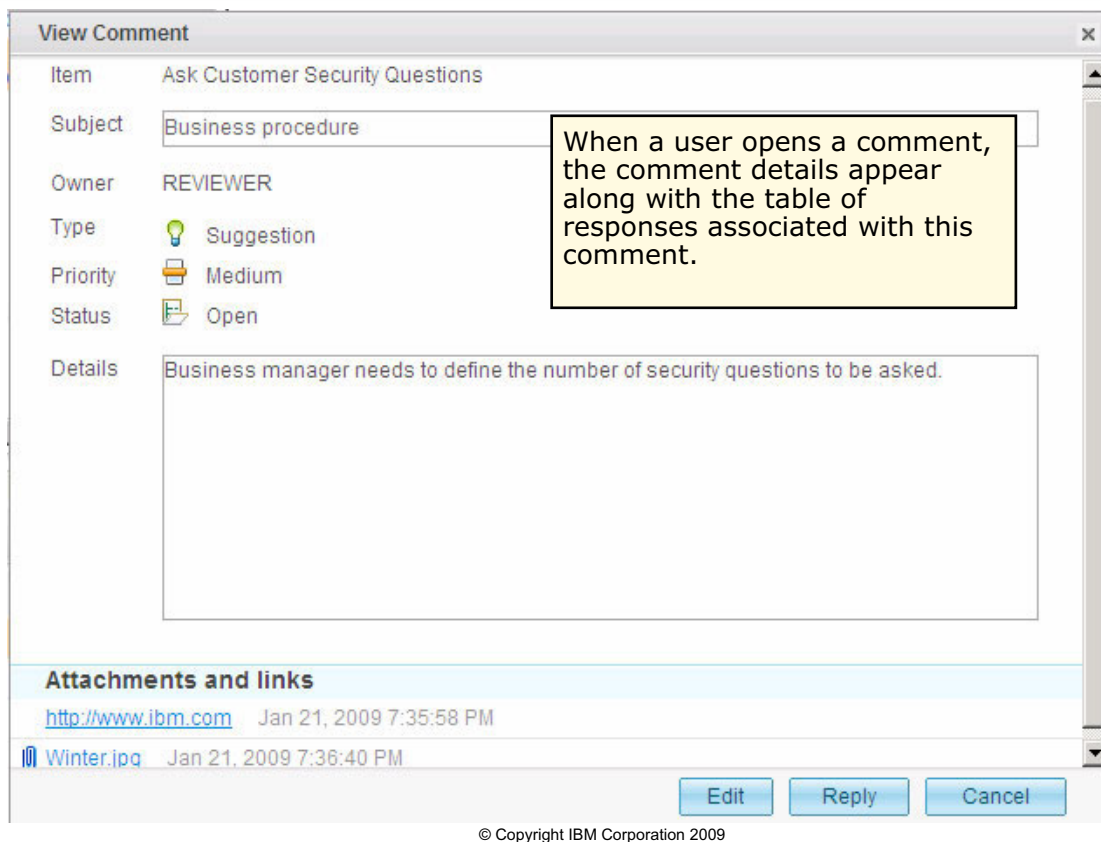 View Comment
Item Ask Customer Security Questions
Subject Business procedure
When a user opens a comment,
the comment details appear
along with the table of
responses associated with this
comment.
Owner REVIEWER
Type Suggestion
Priority Medium
Status Open
Details Business manager needs to define the number of security questions to be asked.
Attachments and links
http://www.ibm.com Jan 21, 2009 7:35:58 PM
Winter.jpg Jan 21, 2009 7:36:40 PM
Edit Reply Cancel
© Copyright IBM Corporation 2009